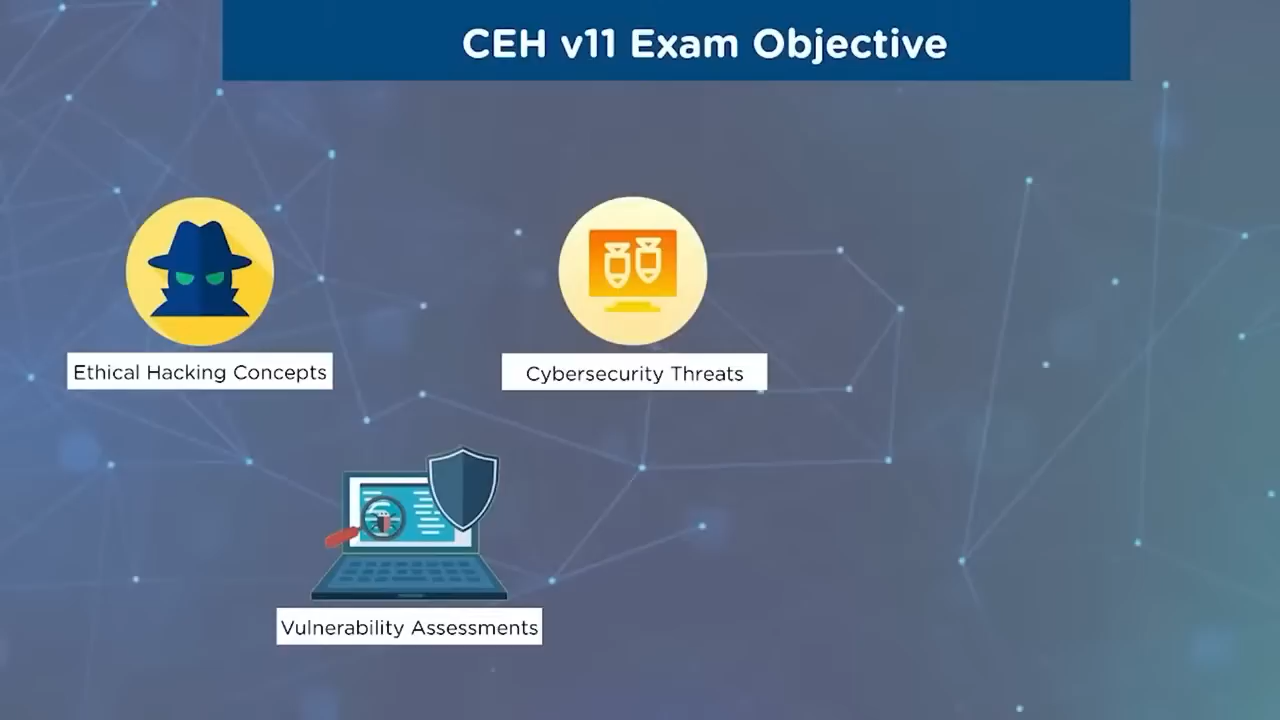 CEH v11 Exam Objective
Ethical Hacking Concepts
Cybersecurity Threats
Vulnerability Assessments